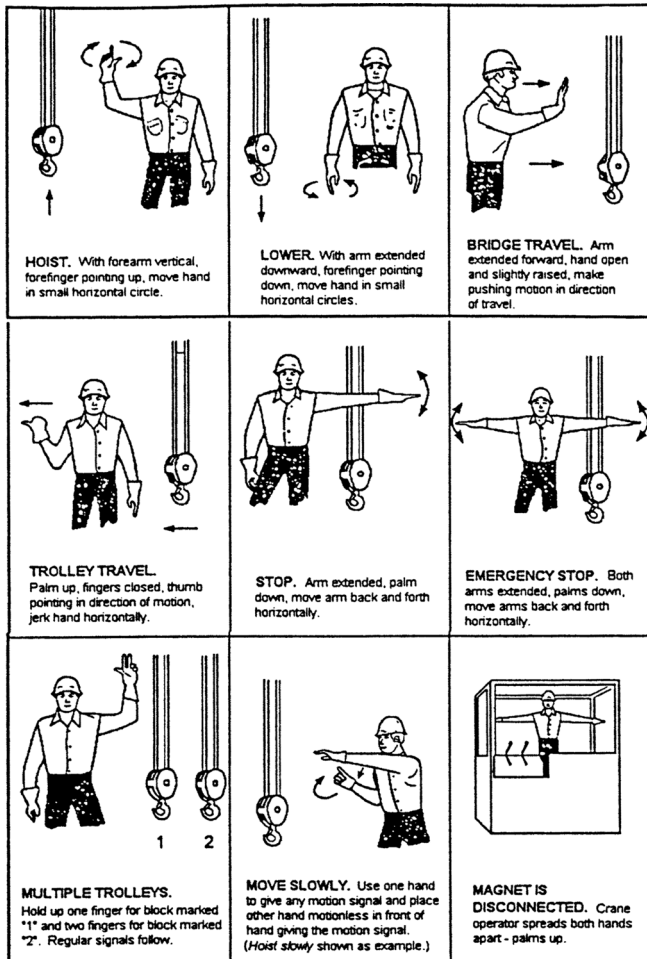 HOIST. With forearm vertical,
forefinger pointing up, move hand
in small horizontal circle.
LOWER. With arm extended
downward, forefinger pointing
down, move hand in small
horizontal circles.
BRIDGE TRAVEL. Arm
extended forward, hand open
and slightly raised, make
pushing motion in direction
of travel.
TROLLEY TRAVEL.
Palm up, fingers closed, thumb
pointing in direction of motion,
jerk hand horizontally.
STOP. Arm extended, palm
down, move arm back and forth
horizontally.
EMERGENCY STOP. Both
arms extended, palms down,
move arms back and forth
horizontally.
1 2
MULTIPLE TROLLEYS.
Hold up one finger for block marked
"1" and two fingers for block marked
"2". Regular signals follow.
MOVE SLOWLY. Use one hand
to give any motion signal and place
other hand motionless in front of
hand giving the motion signal.
(Hoist slowly shown as example.)
MAGNET IS
DISCONNECTED. Crane
operator spreads both hands
apart - palms up.